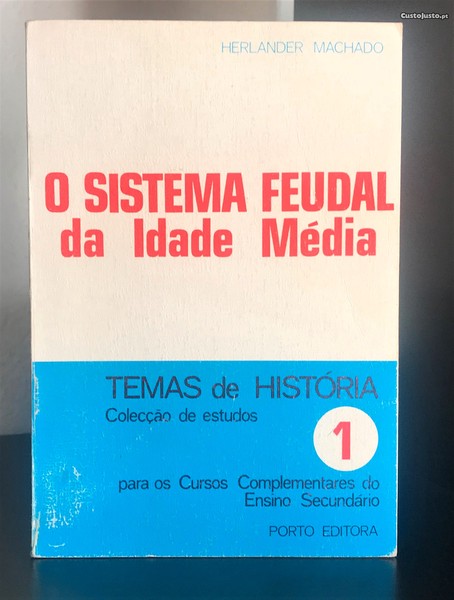 CustoJusto.pt
HERLANDER MACHADO
O SISTEMA FEUDAL
da Idade Média
TEMAS de HISTÓRIA
Colecção de estudos
1
para os Cursos Complementares do
Ensino Secundário
PORTO EDITORA